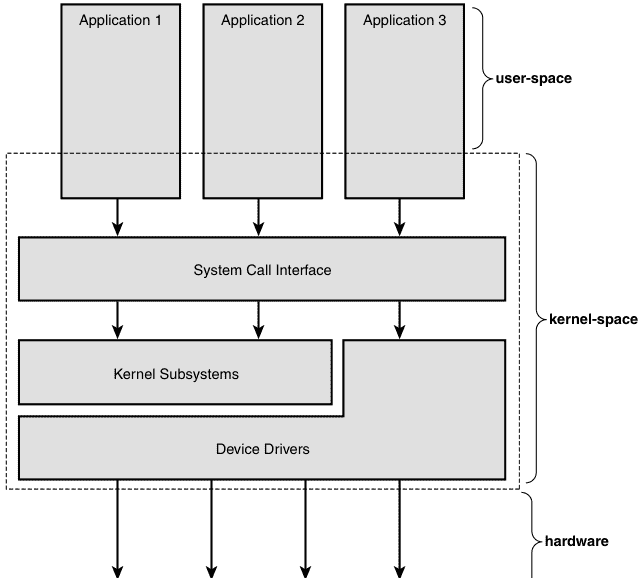 Application 1
Application 2
Application 3
user-space
System Call Interface
kernel-space
Kernel Subsystems
Device Drivers
hardware